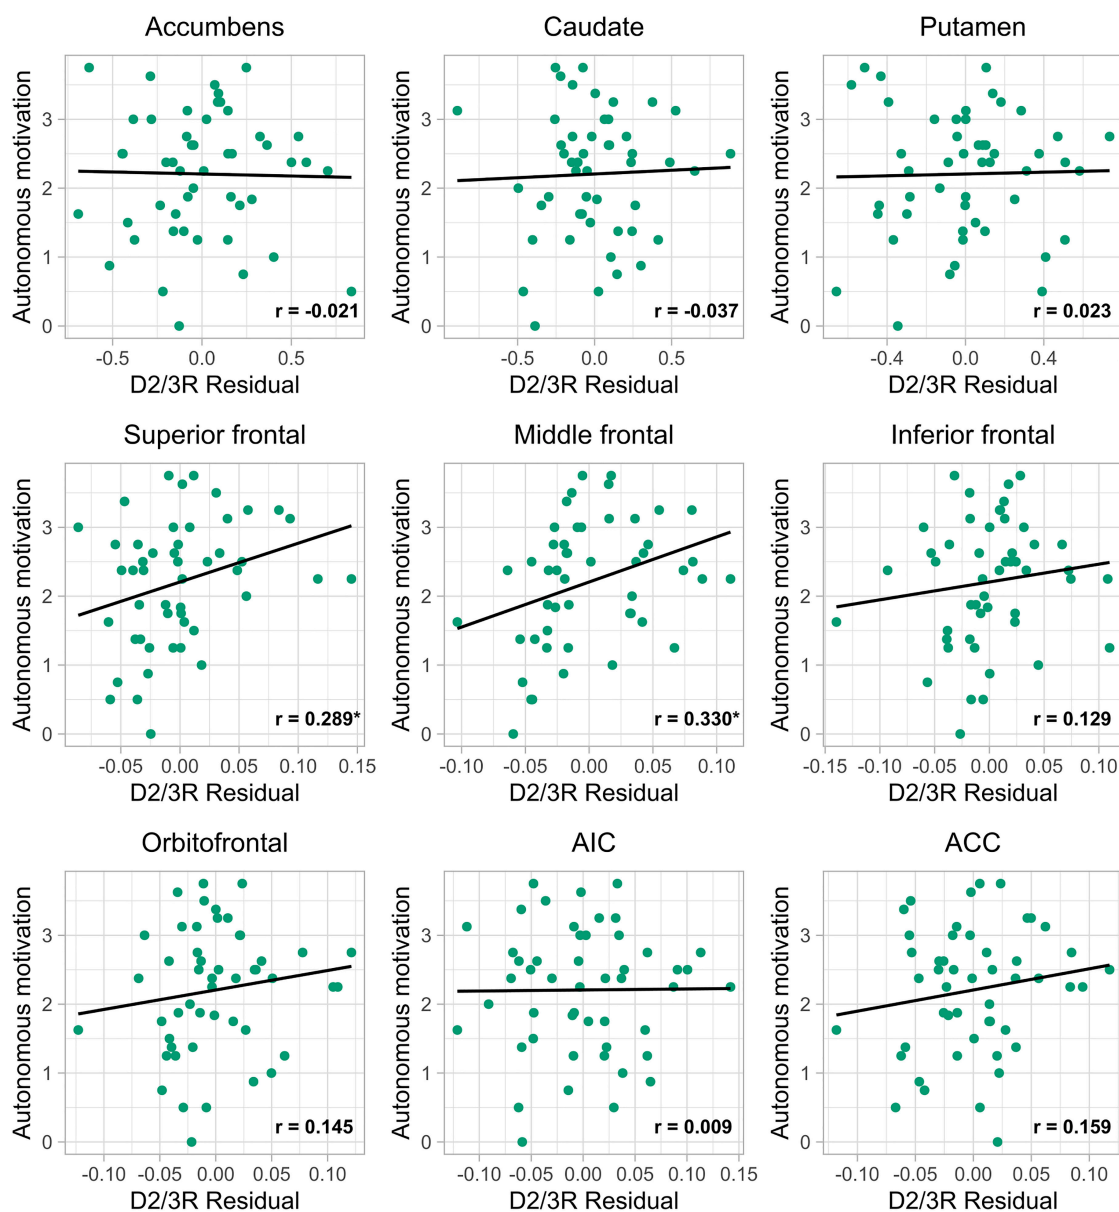 Accumbens Caudate Putamen
Autonomous motivation Autonomous motivation Autonomous motivation
3 3 3
2 2 2
1 1 1
r = -0.021 r = -0.037 r = 0.023
0 0 0
-0.5 0.0 0.5 -0.5 0.0 0.5 -0.4 0.0 0.4
D2/3R Residual D2/3R Residual D2/3R Residual
Superior frontal Middle frontal Inferior frontal
Autonomous motivation Autonomous motivation Autonomous motivation
3 3 3
2 2 2
1 1 1
r = 0.289* r = 0.330* r = 0.129
0 0 0
-0.05 0.00 0.05 0.10 0.15 -0.10 -0.05 0.00 0.05 0.10 -0.15 -0.10 -0.05 0.00 0.05 0.10
D2/3R Residual D2/3R Residual D2/3R Residual
Orbitofrontal AIC ACC
Autonomous motivation Autonomous motivation Autonomous motivation
3 3 3
2 2 2
1 1 1
r = 0.145 r = 0.009 r = 0.159
0 0 0
-0.10 -0.05 0.00 0.05 0.10 -0.10 -0.05 0.00 0.05 0.10 0.15 -0.10 -0.05 0.00 0.05 0.10
D2/3R Residual D2/3R Residual D2/3R Residual